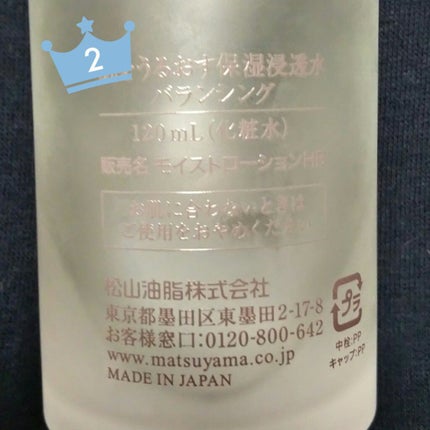 2
うるおす保湿浸透水
バランシング
120mL(化粧水)
販売名 モイストローションHB
お肌に合わないときは
ご使用をおやめください
松山油脂株式会社
東京都墨田区東墨田2-17-8
お客様窓口:0120-800-642
www.matsuyama.co.jp
MADE IN JAPAN
プラ
中栓:PP
キャップ:PP